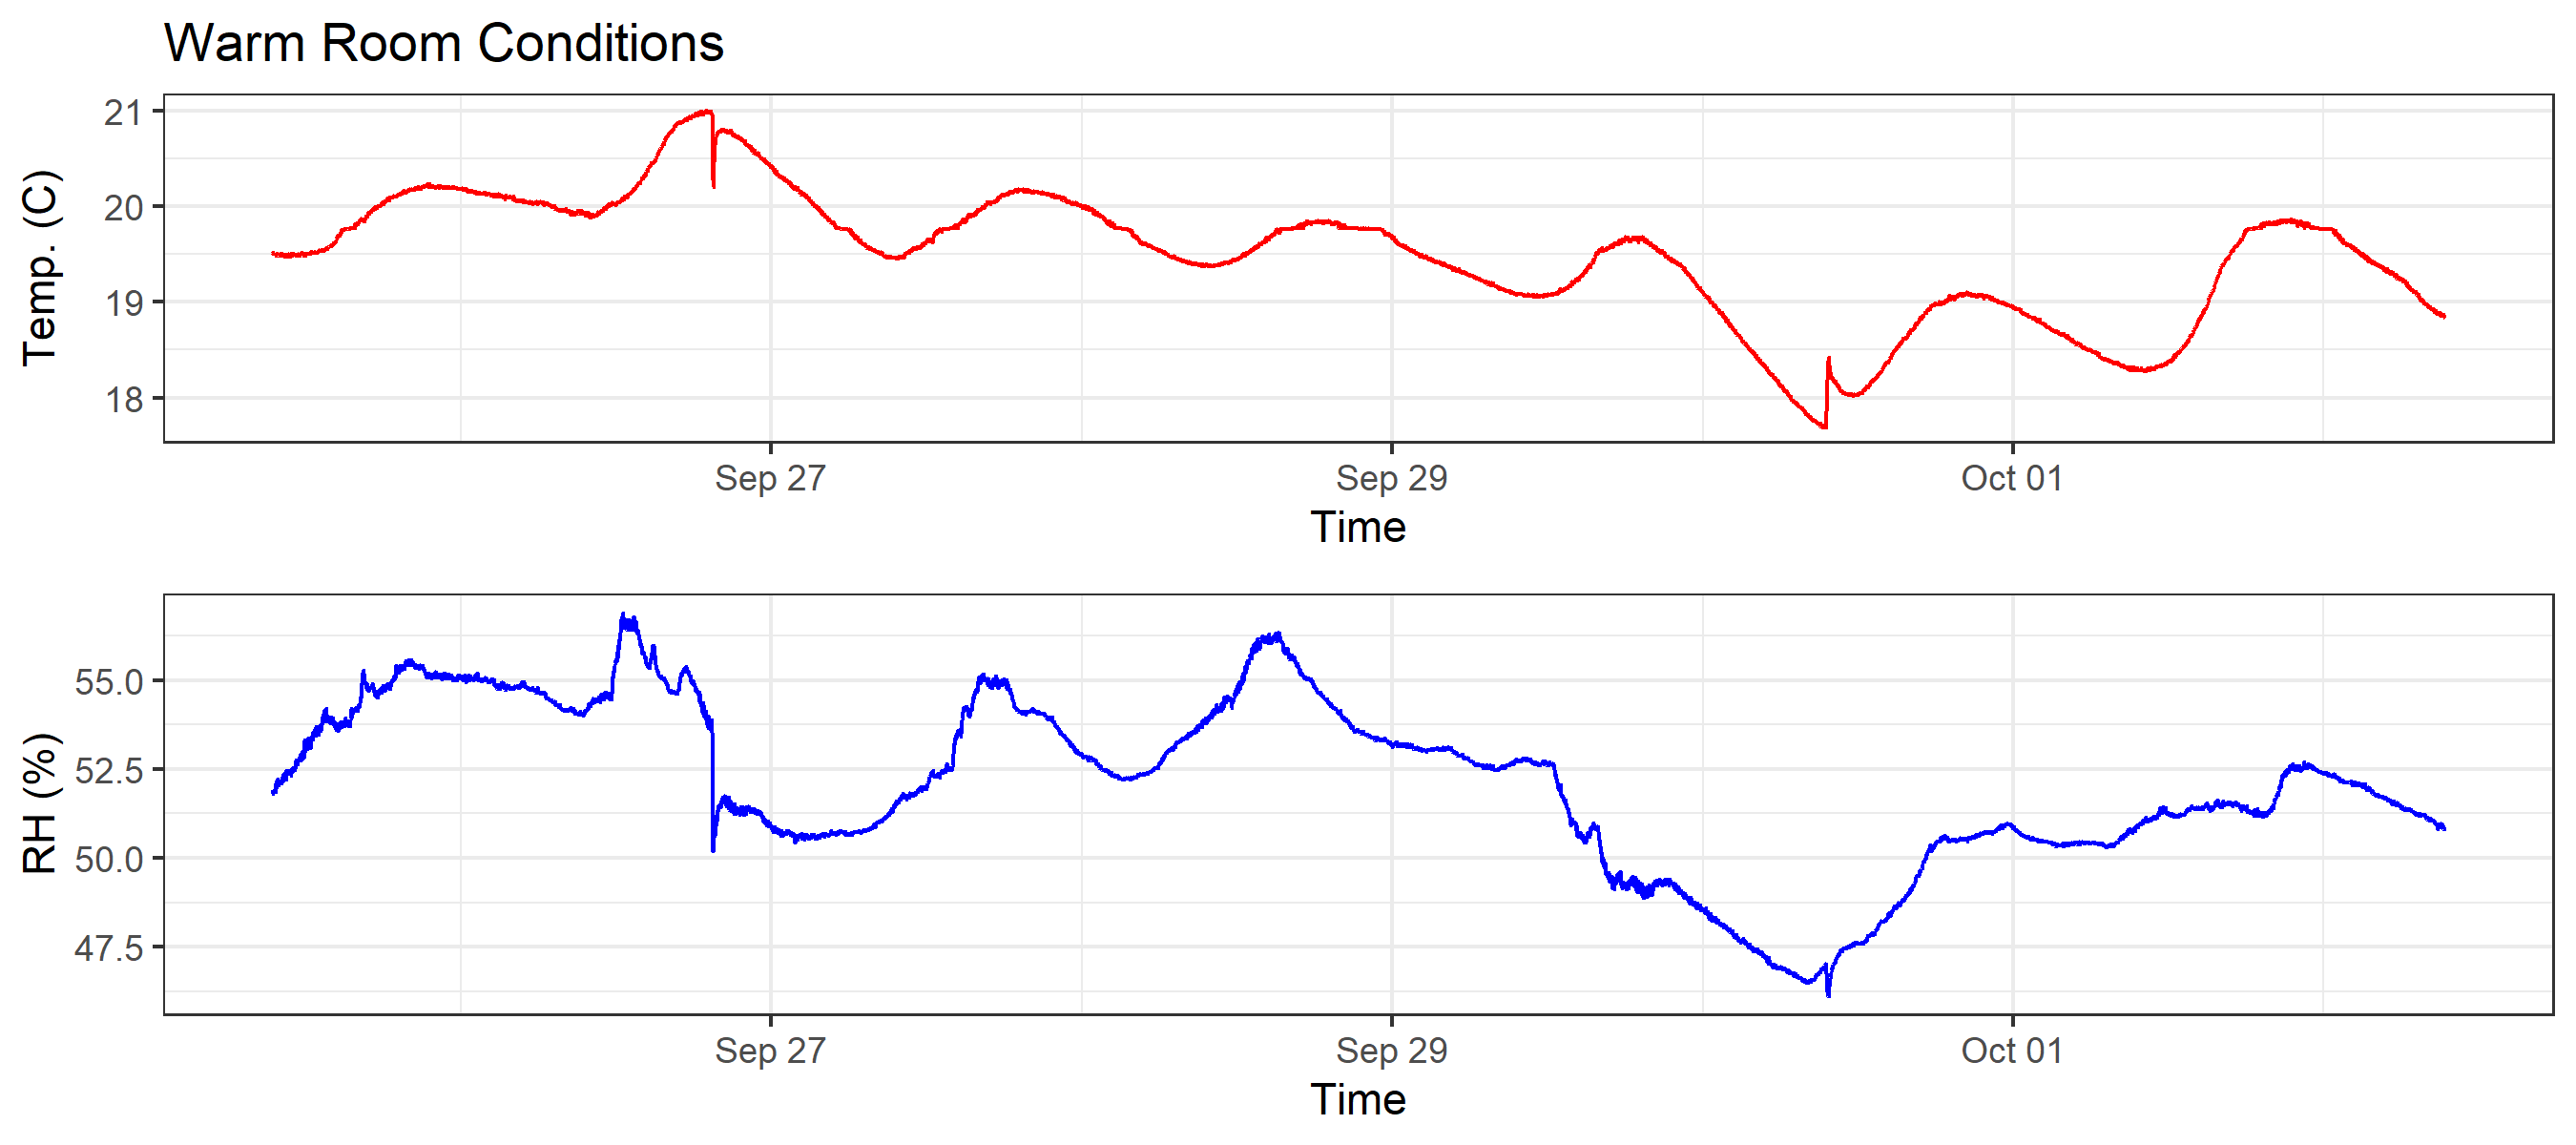 Warm Room Conditions
21
20
19
18
Temp. (C)
Sep 27 Sep 29 Oct 01
Time
55.0
52.5
50.0
47.5
RH (%)
Sep 27 Sep 29 Oct 01
Time